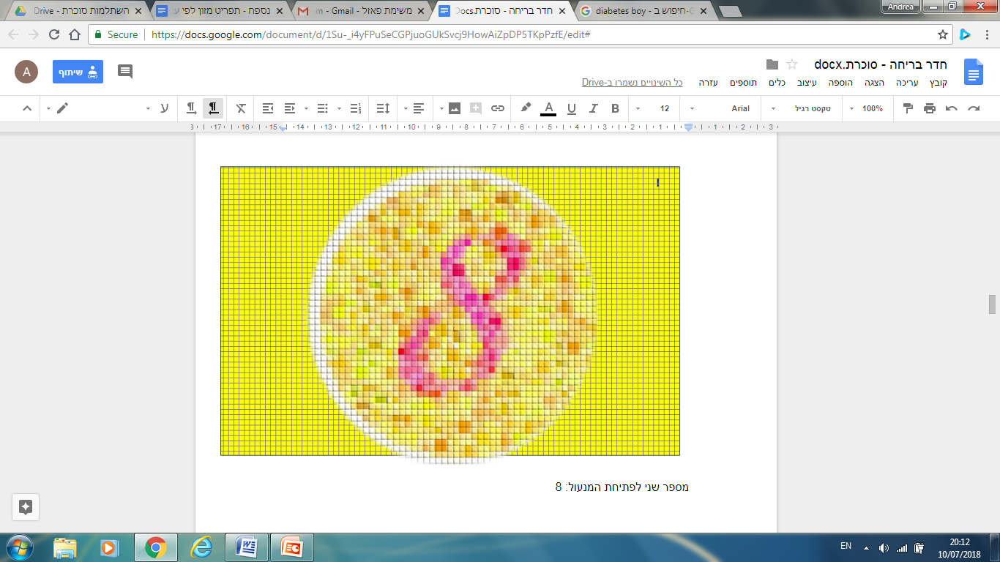 השתלמות סוכרת - Drive
נספח - תפריט מזון לפי ע
משימת פאזל - Gmail - m
חדר בריחה - סוכרת.Docs
diabetes boy - חיפוש ב-G
Andrea
Secure
https://docs.google.com/document/d/1Su-_i4yFPuSeCGPjuoGUkSvcj9HowAiZpDP5TKpPzfE/edit#
חדר בריחה - סוכרת.docx
A
שיתוף
קובץ עריכה הצגה הוספה עיצוב כלים תוספים עזרה
כל השינויים נשמרו ב-Drive
100%
טקסט רגיל
Arial
12
B I U A
ע
3 17 16 15 14 13 12 11 10 9 8 7 6 5 4 3 2 1 1 2 3
8
מספר שני לפתיחת המנעול: 8
EN
20:12
10/07/2018